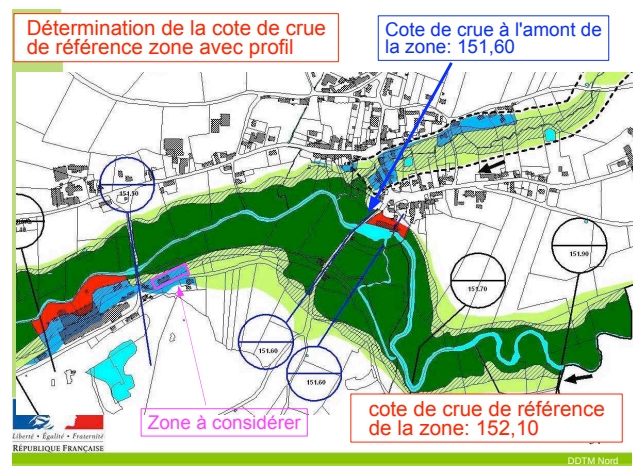 Détermination de la cote de crue
de référence zone avec profil
Cote de crue à l'amont de
la zone: 151,60
151.50
151.90
151.70
151.60
151.60
Zone à considérer
cote de crue de référence
de la zone: 152,10
Liberté • Égalité • Fraternité
RÉPUBLIQUE FRANÇAISE
DDTM Nord